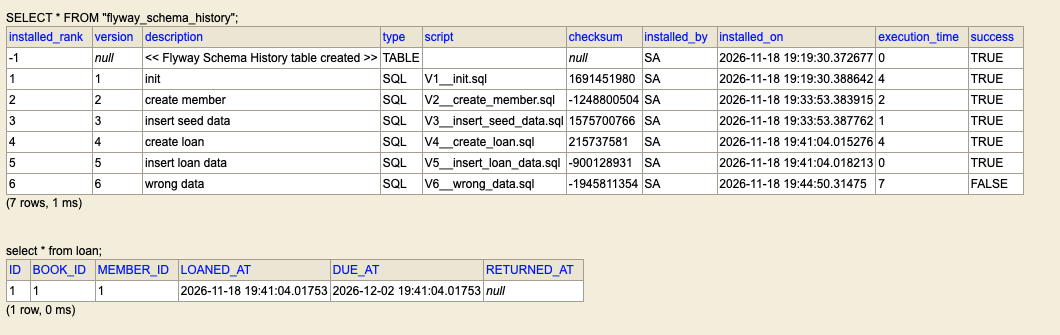 SELECT * FROM "flyway_schema_history";
installed_rank version description type script checksum installed_by installed_on execution_time success
-1 null << Flyway Schema History table created >> TABLE null SA 2026-11-18 19:19:30.372677 0 TRUE
1 1 init SQL V1__init.sql 1691451980 SA 2026-11-18 19:19:30.388642 4 TRUE
2 2 create member SQL V2__create_member.sql -1248800504 SA 2026-11-18 19:33:53.383915 2 TRUE
3 3 insert seed data SQL V3__insert_seed_data.sql 1575700766 SA 2026-11-18 19:33:53.387762 1 TRUE
4 4 create loan SQL V4__create_loan.sql 215737581 SA 2026-11-18 19:41:04.015276 4 TRUE
5 5 insert loan data SQL V5__insert_loan_data.sql -900128931 SA 2026-11-18 19:41:04.018213 0 TRUE
6 6 wrong data SQL V6__wrong_data.sql -1945811354 SA 2026-11-18 19:44:50.31475 7 FALSE
(7 rows, 1 ms)
select * from loan;
ID BOOK_ID MEMBER_ID LOANED_AT DUE_AT RETURNED_AT
1 1 1 2026-11-18 19:41:04.01753 2026-12-02 19:41:04.01753 null
(1 row, 0 ms)